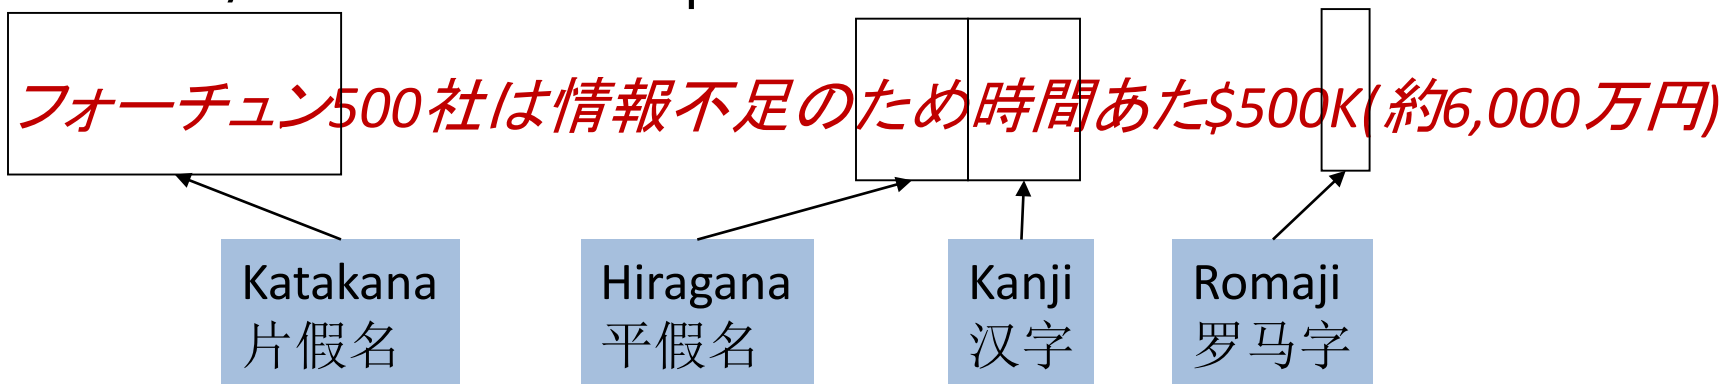 フォーチュン500社は情報不足のため時間あた$500K(約6,000万円)
Katakana
片假名
Hiragana
平假名
Kanji
汉字
Romaji
罗马字